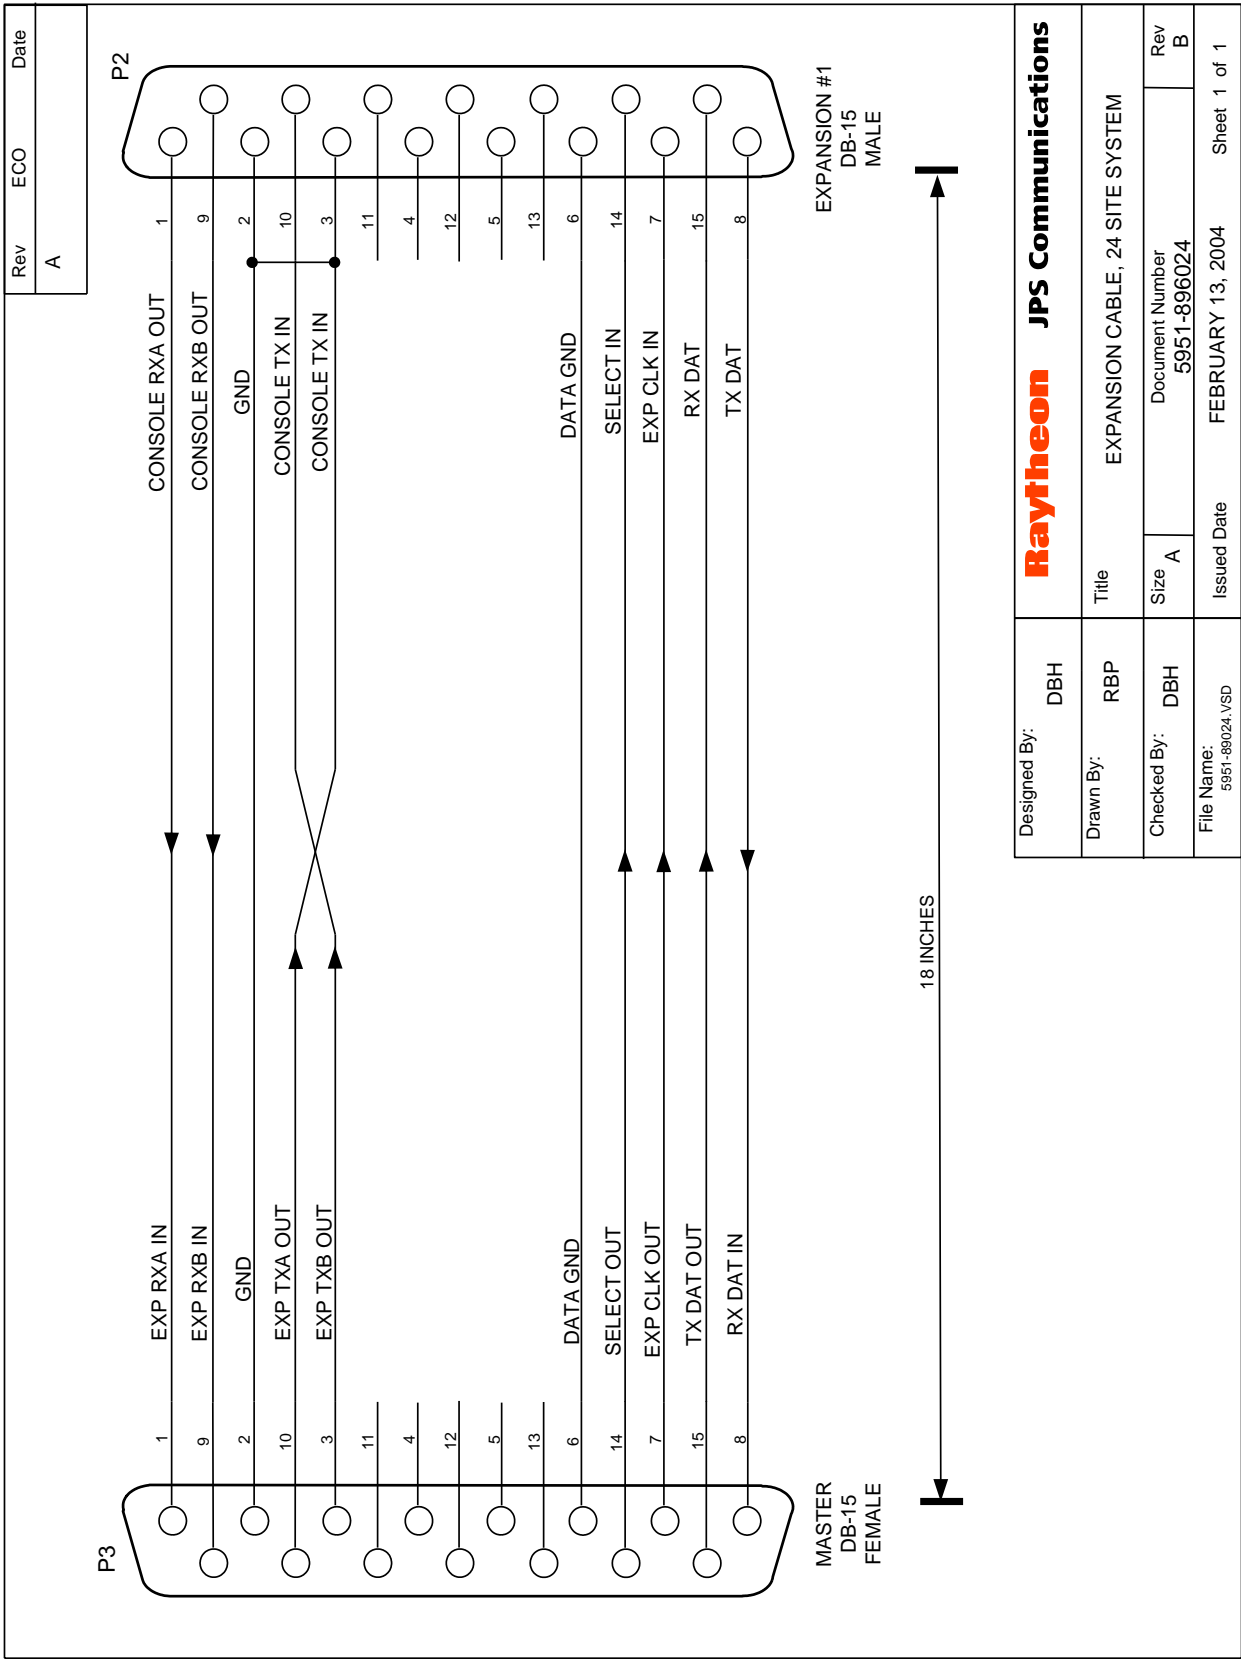 Rev ECO Date
A
P3
P2
1 EXP RXA IN CONSOLE RXA OUT 1
9 EXP RXB IN CONSOLE RXB OUT 9
2 GND GND 2
10 EXP TXA OUT CONSOLE TX IN 10
3 EXP TXB OUT CONSOLE TX IN 3
11 11
4 4
12 12
5 5
13 13
6 DATA GND DATA GND 6
14 SELECT OUT SELECT IN 14
7 EXP CLK OUT EXP CLK IN 7
15 TX DAT OUT RX DAT 15
8 RX DAT IN TX DAT 8
MASTER
DB-15
FEMALE
EXPANSION #1
DB-15
MALE
18 INCHES
Designed By:
DBH
Raytheon JPS Communications
Drawn By:
RBP
Title
EXPANSION CABLE, 24 SITE SYSTEM
Checked By:
DBH
Size
A
Document Number
5951-896024
Rev
B
File Name:
5951-89024.VSD
Issued Date FEBRUARY 13, 2004 Sheet 1 of 1